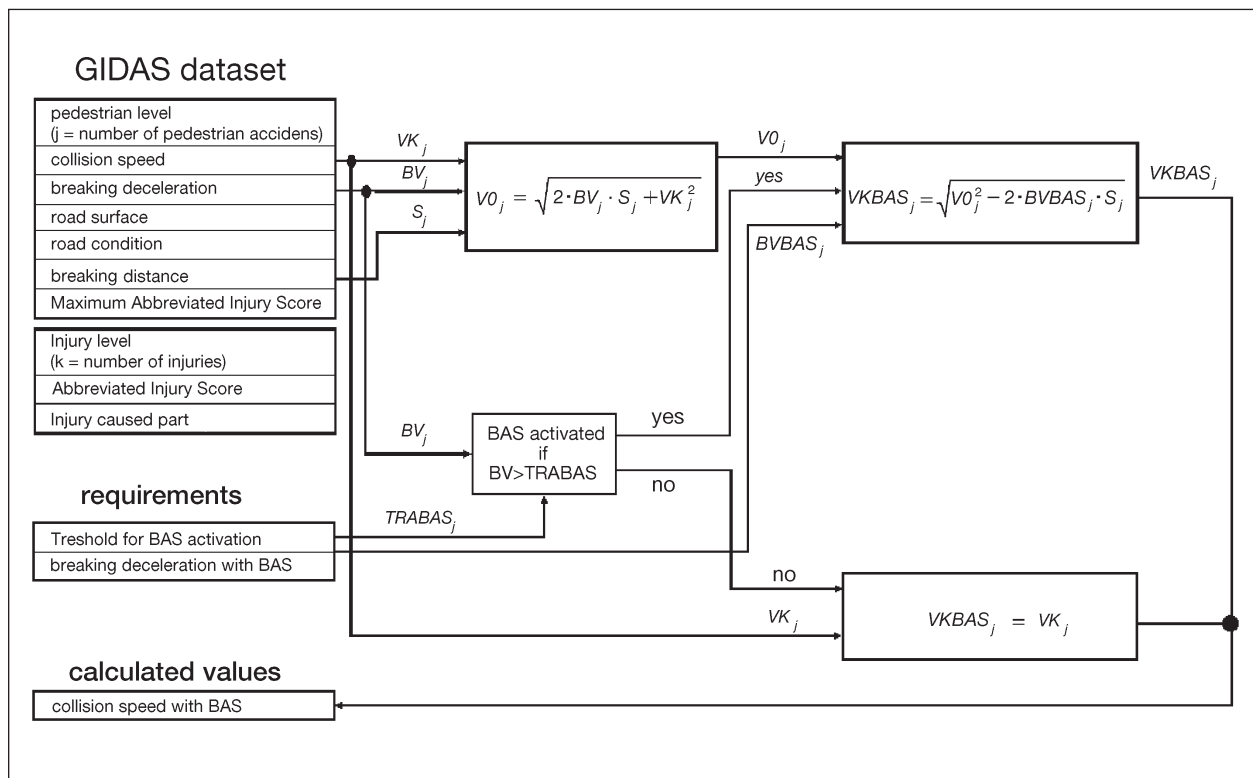 GIDAS dataset
pedestrian level
(j = number of pedestrian accidens)
collision speed
breaking deceleration
road surface
road condition
breaking distance
Maximum Abbreviated Injury Score
Injury level
(k = number of injuries)
Abbreviated Injury Score
Injury caused part
requirements
Treshold for BAS activation
breaking deceleration with BAS
calculated values
collision speed with BAS
VK_j
BV_j
S_j
V0_j = √(2·BV_j · S_j +VK_j^2)
V0_j
yes
BVBAS_j
VKBAS_j = √(V0_j^2 – 2·BVBAS_j·S_j)
VKBAS_j
BV_j
BAS activated
if
BV>TRABAS
yes
no
TRABAS_j
no
VK_j
VKBAS_j = VK_j